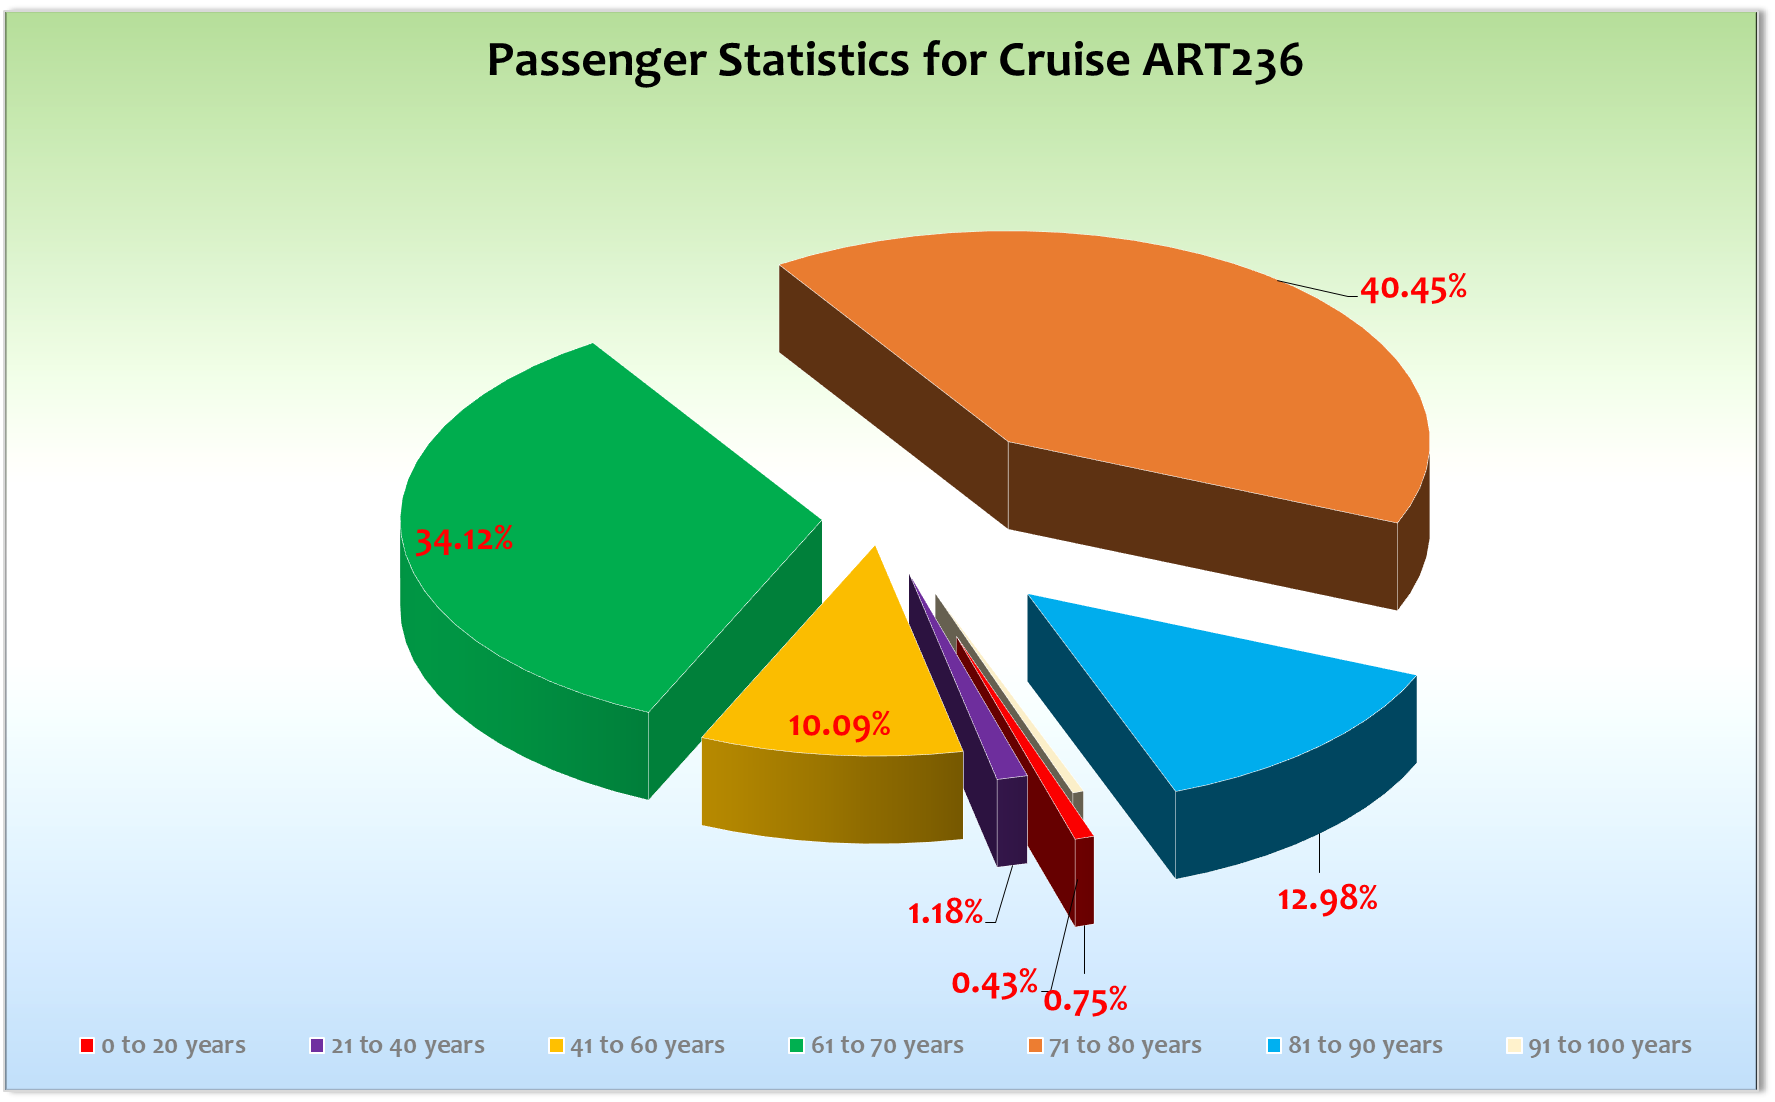 Passenger Statistics for Cruise ART236
40.45%
34.12%
10.09%
12.98%
1.18%
0.43%
0.75%
0 to 20 years
21 to 40 years
41 to 60 years
61 to 70 years
71 to 80 years
81 to 90 years
91 to 100 years